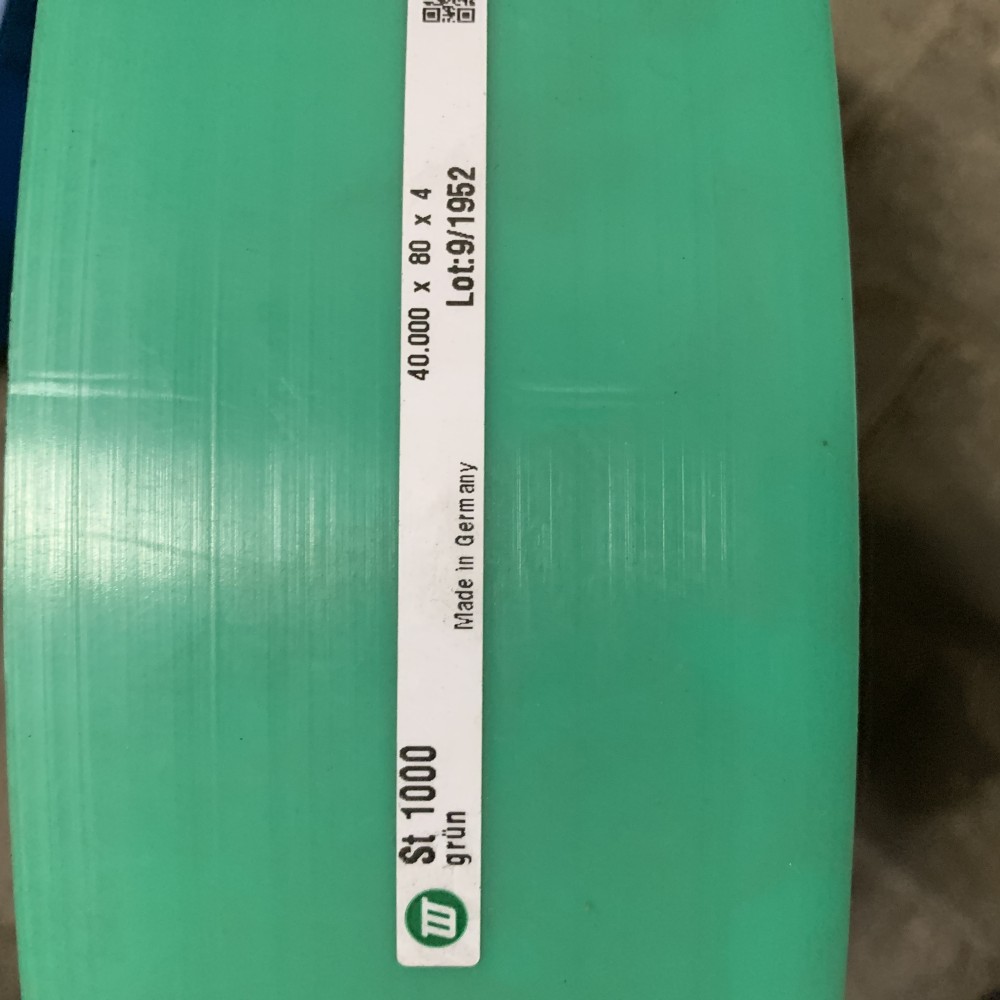 St 1000
grün
Made in Germany
40.000 x 80 x 4
Lot:9/1952